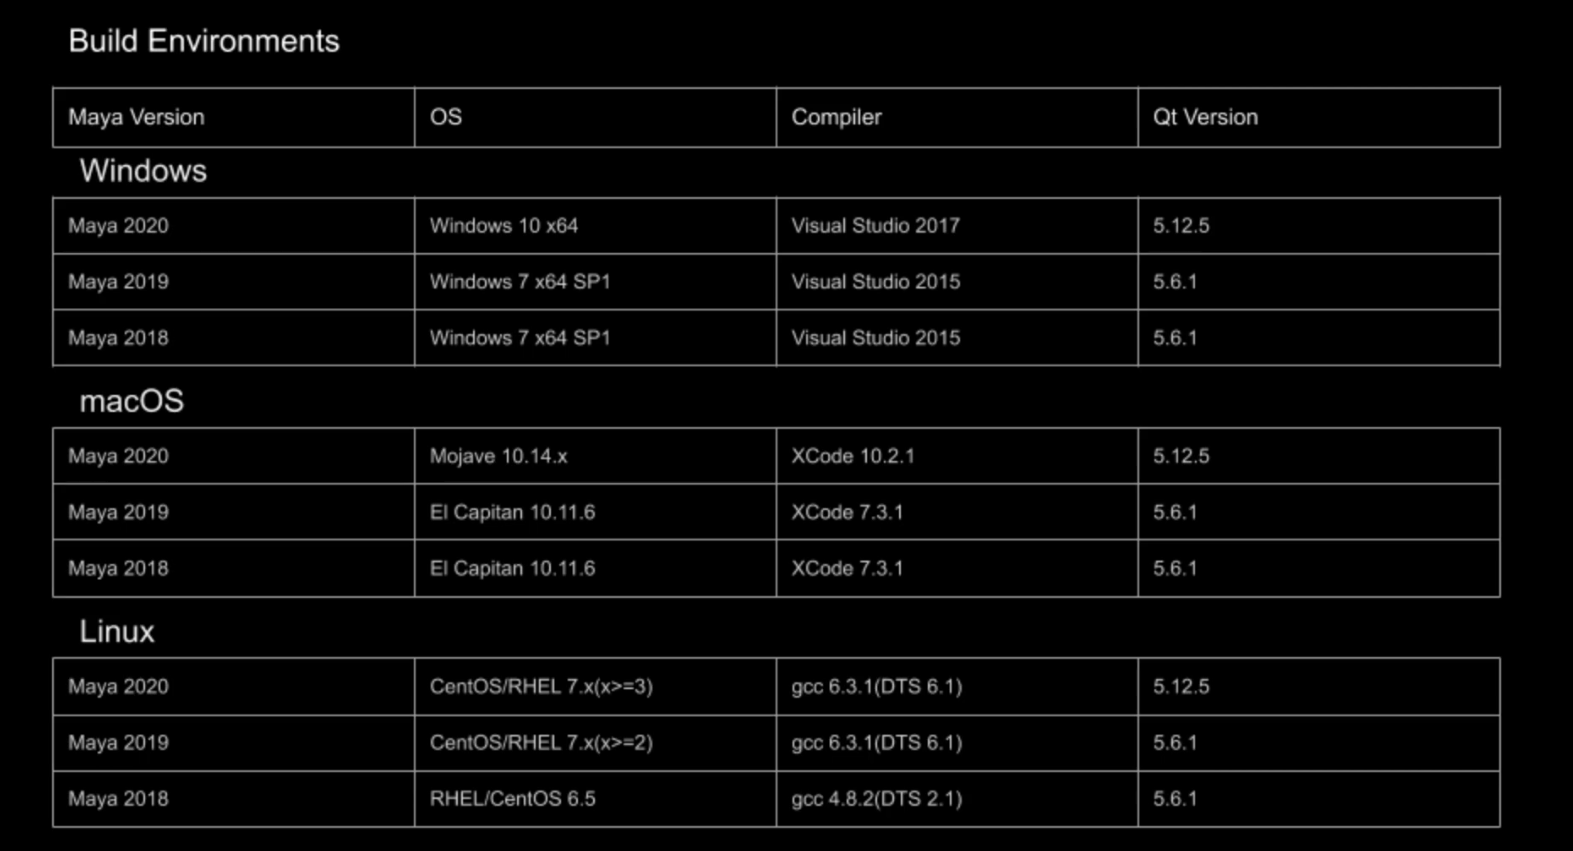 Build Environments
Maya Version OS Compiler Qt Version
Windows
Maya 2020 Windows 10 x64 Visual Studio 2017 5.12.5
Maya 2019 Windows 7 x64 SP1 Visual Studio 2015 5.6.1
Maya 2018 Windows 7 x64 SP1 Visual Studio 2015 5.6.1
macOS
Maya 2020 Mojave 10.14.x XCode 10.2.1 5.12.5
Maya 2019 El Capitan 10.11.6 XCode 7.3.1 5.6.1
Maya 2018 El Capitan 10.11.6 XCode 7.3.1 5.6.1
Linux
Maya 2020 CentOS/RHEL 7.x(x>=3) gcc 6.3.1(DTS 6.1) 5.12.5
Maya 2019 CentOS/RHEL 7.x(x>=2) gcc 6.3.1(DTS 6.1) 5.6.1
Maya 2018 RHEL/CentOS 6.5 gcc 4.8.2(DTS 2.1) 5.6.1